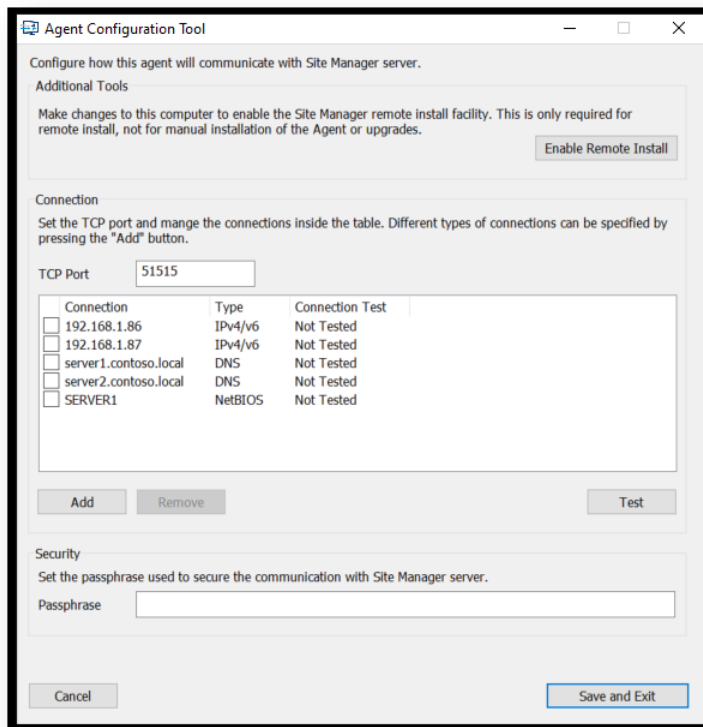 Agent Configuration Tool
Configure how this agent will communicate with Site Manager server.
Additional Tools
Make changes to this computer to enable the Site Manager remote install facility. This is only required for
remote install, not for manual installation of the Agent or upgrades.
Enable Remote Install
Connection
Set the TCP port and mange the connections inside the table. Different types of connections can be specified by
pressing the "Add" button.
TCP Port 51515
Connection Type Connection Test
192.168.1.86 IPv4/v6 Not Tested
192.168.1.87 IPv4/v6 Not Tested
server1.contoso.local DNS Not Tested
server2.contoso.local DNS Not Tested
SERVER1 NetBIOS Not Tested
Add Remove Test
Security
Set the passphrase used to secure the communication with Site Manager server.
Passphrase
Cancel Save and Exit